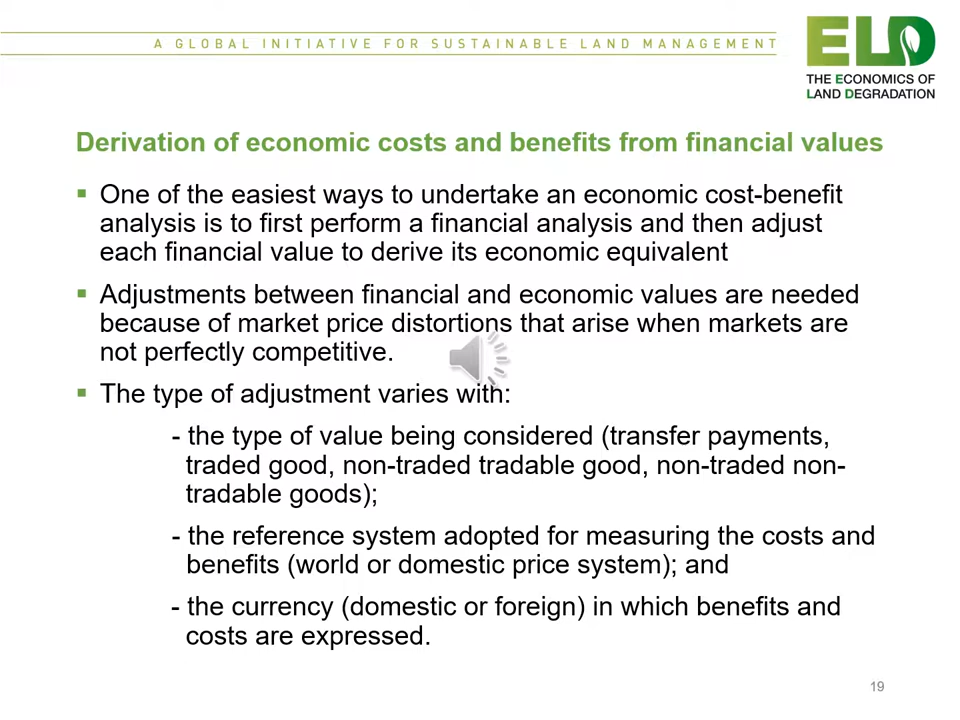 A GLOBAL INITIATIVE FOR SUSTAINABLE LAND MANAGEMENT
ELD
THE ECONOMICS OF
LAND DEGRADATION
Derivation of economic costs and benefits from financial values
▪ One of the easiest ways to undertake an economic cost-benefit
analysis is to first perform a financial analysis and then adjust
each financial value to derive its economic equivalent
▪ Adjustments between financial and economic values are needed
because of market price distortions that arise when markets are
not perfectly competitive.
▪ The type of adjustment varies with:
- the type of value being considered (transfer payments,
traded good, non-traded tradable good, non-traded non-
tradable goods);
- the reference system adopted for measuring the costs and
benefits (world or domestic price system); and
- the currency (domestic or foreign) in which benefits and
costs are expressed.
19